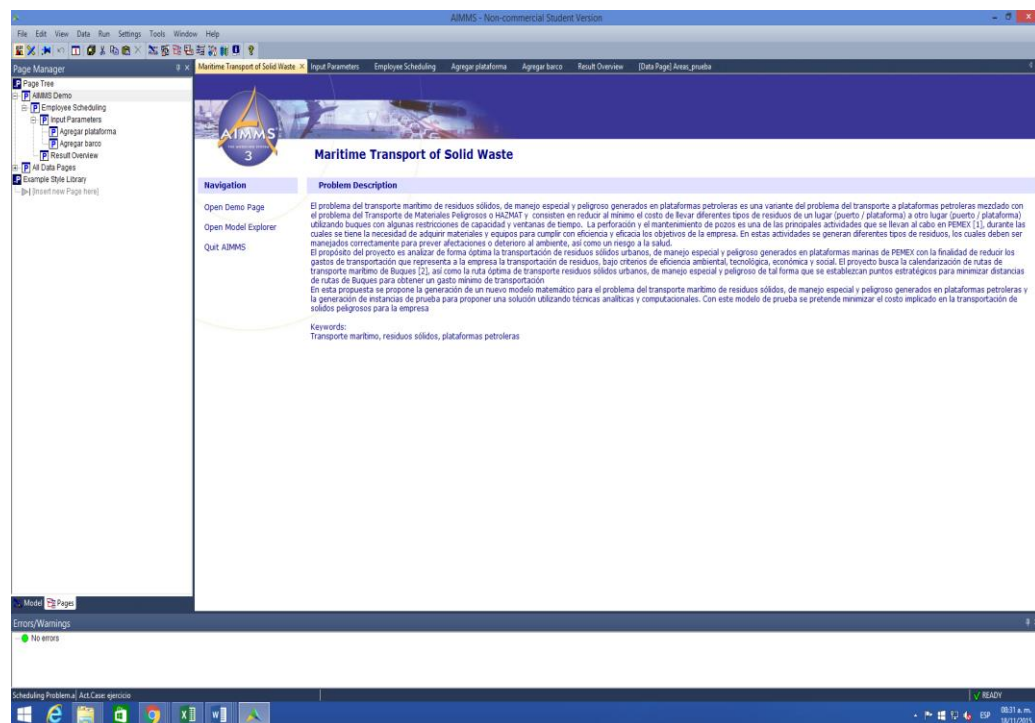 AIMMS - Non-commercial Student Version
File Edit View Data Run Settings Tools Window Help
Page Manager
Maritime Transport of Solid Waste Input Parameters Employee Scheduling Agregar plataforma Agregar barco Result Overview [Data Page] Areas_prueba
Page Tree
AIMMS Demo
Employee Scheduling
Input Parameters
Agregar plataforma
Agregar barco
Result Overview
All Data Pages
Example Style Library
[Insert new Page here]
AIMMS
3
Maritime Transport of Solid Waste
Navigation
Open Demo Page
Open Model Explorer
Quit AIMMS
Problem Description
El problema del transporte marítimo de residuos sólidos, de manejo especial y peligroso generados en plataformas petroleras es una variante del problema del transporte a plataformas petroleras mezclado con
el problema del Transporte de Materiales Peligrosos o HAZMAT y consisten en reducir al mínimo el costo de llevar diferentes tipos de residuos de un lugar (puerto / plataforma) a otro lugar (puerto / plataforma)
utilizando buques con algunas restricciones de capacidad y ventanas de tiempo. La perforación y el mantenimiento de pozos es una de las principales actividades que se llevan al cabo en PEMEX [1], durante las
cuales se tiene la necesidad de adquirir materiales y equipos para cumplir con eficiencia y eficacia los objetivos de la empresa. En estas actividades se generan diferentes tipos de residuos, los cuales deben ser
manejados correctamente para prever afectaciones o deterioro al ambiente, así como un riesgo a la salud.
El propósito del proyecto es analizar de forma óptima la transportación de residuos sólidos urbanos, de manejo especial y peligroso generados en plataformas marinas de PEMEX con la finalidad de reducir los
gastos de transportación que representa a la empresa la transportación de residuos, bajo criterios de eficiencia ambiental, tecnológica, económica y social. El proyecto busca la calendarización de rutas de
transporte marítimo de Buques [2], así como la ruta óptima de transporte residuos sólidos urbanos, de manejo especial y peligroso de tal forma que se establezcan puntos estratégicos para minimizar distancias
de rutas de Buques para obtener un gasto mínimo de transportación
En esta propuesta se propone la generación de un nuevo modelo matemático para el problema del transporte marítimo de residuos sólidos, de manejo especial y peligroso generados en plataformas petroleras y
la generación de instancias de prueba para proponer una solución utilizando técnicas analíticas y computacionales. Con este modelo de prueba se pretende minimizar el costo implicado en la transportación de
solidos peligrosos para la empresa
Keywords:
Transporte marítimo, residuos sólidos, plataformas petroleras
Model Pages
Errors/Warnings
No errors
Act.Case: ejercicio
READY
ESP
08:31 a. m.
18/11/2015